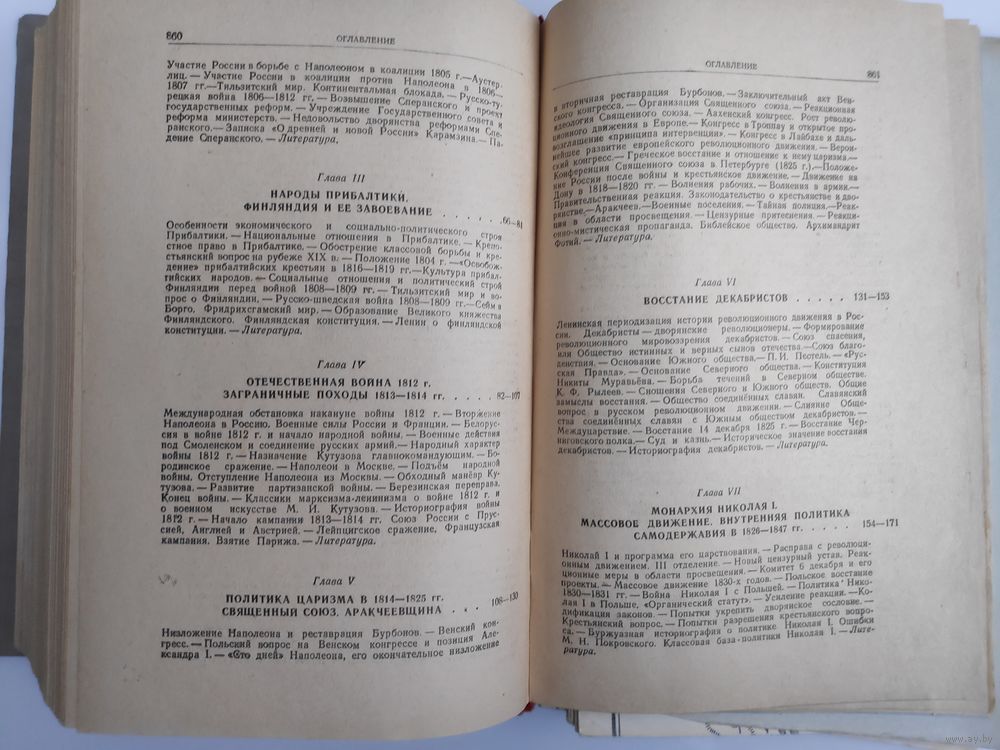 860
ОГЛАВЛЕНИЕ
Участие России в борьбе с Наполеоном в коалиции 1805 г.—Аустер-
лиц. — Участие России в коалиции против Наполеона в 1806—
1807 гг.—Тильзитский мир. Континентальная блокада. — Русско-ту-
рецкая война 1806—1812 гг. — Возвышение Сперанского и проект
государственных реформ. — Учреждение Государственного совета и
реформа министерств. — Недовольство дворянства реформами Спе-
ранского.—Записка «О древней и новой России» Карамзина.— Па-
дение Сперанского. — Литература.
Глава III
НАРОДЫ ПРИБАЛТИКИ.
ФИНЛЯНДИЯ И ЕЕ ЗАВОЕВАНИЕ . . . . . . 66—81
Особенности экономического и социально-политического строя
Прибалтики. — Национальные отношения в Прибалтике. — Крепо-
стное право в Прибалтике. — Обострение классовой борьбы и кре-
стьянский вопрос на рубеже XIX в. — Положение 1804 г. —«Освобож-
дение» прибалтийских крестьян в 1816—1819 гг.—Культура прибал-
тийских народов. — Социальные отношения и политический строй
Финляндии перед войной 1808—1809 гг. — Тильзитский мир и во-
прос о Финляндии. — Русско-шведская война 1808—1809 гг.—Сейм в
Борго. Фридрихсгамский мир. — Образование Великого княжества
Финляндского. Финляндская конституция. — Ленин о финляндской
конституции. — Литература.
Глава IV
ОТЕЧЕСТВЕННАЯ ВОЙНА 1812 г.
ЗАГРАНИЧНЫЕ ПОХОДЫ 1813—1814 гг. . . . . . 82—107
Международная обстановка накануне войны 1812 г. — Вторжение
Наполеона в Россию. Военные силы России и Франции. — Белорус-
сия в войне 1812 г. и начало народной войны. — Военные действия
под Смоленском и соединение русских армий. — Народный характер
войны 1812 г. — Назначение Кутузова главнокомандующим. — Бо-
родинское сражение. — Наполеон в Москве. — Подъём народной
войны. Отступление Наполеона из Москвы. — Обходный манёвр Ку-
тузова. — Развитие партизанской войны. — Березинская переправа.
Конец войны. — Классики марксизма-ленинизма о войне 1812 г. и
о военном искусстве М. И. Кутузова. — Историография войны
1812 г. — Начало кампании 1813—1814 гг. Союз России с Прус-
сией, Англией и Австрией. — Лейпцигское сражение. Французская
кампания. Взятие Парижа. — Литература.
Глава V
ПОЛИТИКА ЦАРИЗМА В 1814—1825 гг.
СВЯЩЕННЫЙ СОЮЗ. АРАКЧЕЕВЩИНА . . . 108—130
Низложение Наполеона и реставрация Бурбонов. — Венский кон-
гресс. — Польский вопрос на Венском конгрессе и позиция Але-
ксандра I. — «Сто дней» Наполеона, его окончательное низложение
ОГЛАВЛЕНИЕ
861
и вторичная реставрация Бурбонов. — Заключительный акт Вен-
ского конгресса. — Организация Священного союза. — Реакционная
идеология Священного союза. — Аахенский конгресс. Рост револю-
ционного движения в Европе.— Конгресс в Троппау и открытое про-
возглашение «принципа интервенции». — Конгресс в Лайбахе и даль-
нейшее развитие европейского революционного движения. — Верон-
ский конгресс. — Греческое восстание и отношение к нему царизма.—
Конференция Священного союза в Петербурге (1825 г.).—Положе-
ние России после войны и крестьянское движение. — Движение на
Дону в 1818—1820 гг. — Волнения рабочих. — Волнения в армии.—
Правительственная реакция. Законодательство о крестьянстве и дво-
рянстве.—Аракчеев.—Военные поселения. — Тайная полиция.—Реак-
ция в области просвещения. — Цензурные притеснения. — Реакци-
онно-мистическая пропаганда. Библейское общество. Архимандрит
Фотий. — Литература.
Глава VI
ВОССТАНИЕ ДЕКАБРИСТОВ . . . . . 131—153
Ленинская периодизация истории революционного движения в Рос-
сии. Декабристы — дворянские революционеры. — Формирование
революционного мировоззрения декабристов. — Союз спасения,
или Общество истинных и верных сынов отечества.—Союз благо-
денствия. — Основание Южного общества.— П. И. Пестель. — «Рус-
ская Правда». — Основание Северного общества. — Конституция
Никиты Муравьёва. — Борьба течений в Северном обществе.
К. Ф. Рылеев. — Сношения Северного и Южного обществ. Общие
замыслы восстания. — Общество соединённых славян. Славянский
вопрос в русском революционном движении. — Слияние Обще-
ства соединённых славян с Южным обществом декабристов. —
Междуцарствие. — Восстание 14 декабря 1825 г. — Восстание Чер-
ниговского полка.— Суд и казнь.— Историческое значение восстания
декабристов. — Историография декабристов. — Литература.
Глава VII
МОНАРХИЯ НИКОЛАЯ I.
МАССОВОЕ ДВИЖЕНИЕ. ВНУТРЕННЯЯ ПОЛИТИКА
САМОДЕРЖАВИЯ В 1826—1847 гг. . . . . . 154—171
Николай I и программа его царствования. — Расправа с революци-
онным движением. III отделение. — Новый цензурный устав. Реак-
ционные меры в области просвещения. — Комитет 6 декабря и его
проекты. — Массовое движение 1830-х годов. — Польское восстание
1830—1831 гг. — Война Николая I с Польшей. — Политика Нико-
лая I в Польше. «Органический статут». — Усиление реакции. —Ко-
дификация законов. — Попытки укрепить дворянское сословие. —
Крестьянский вопрос. — Попытки разрешения крестьянского вопро-
са. — Буржуазная историография о политике Николая I. Ошибки
М. Н. Покровского. Классовая база политики Николая I. — Лите-
ратура.
www.ay.by